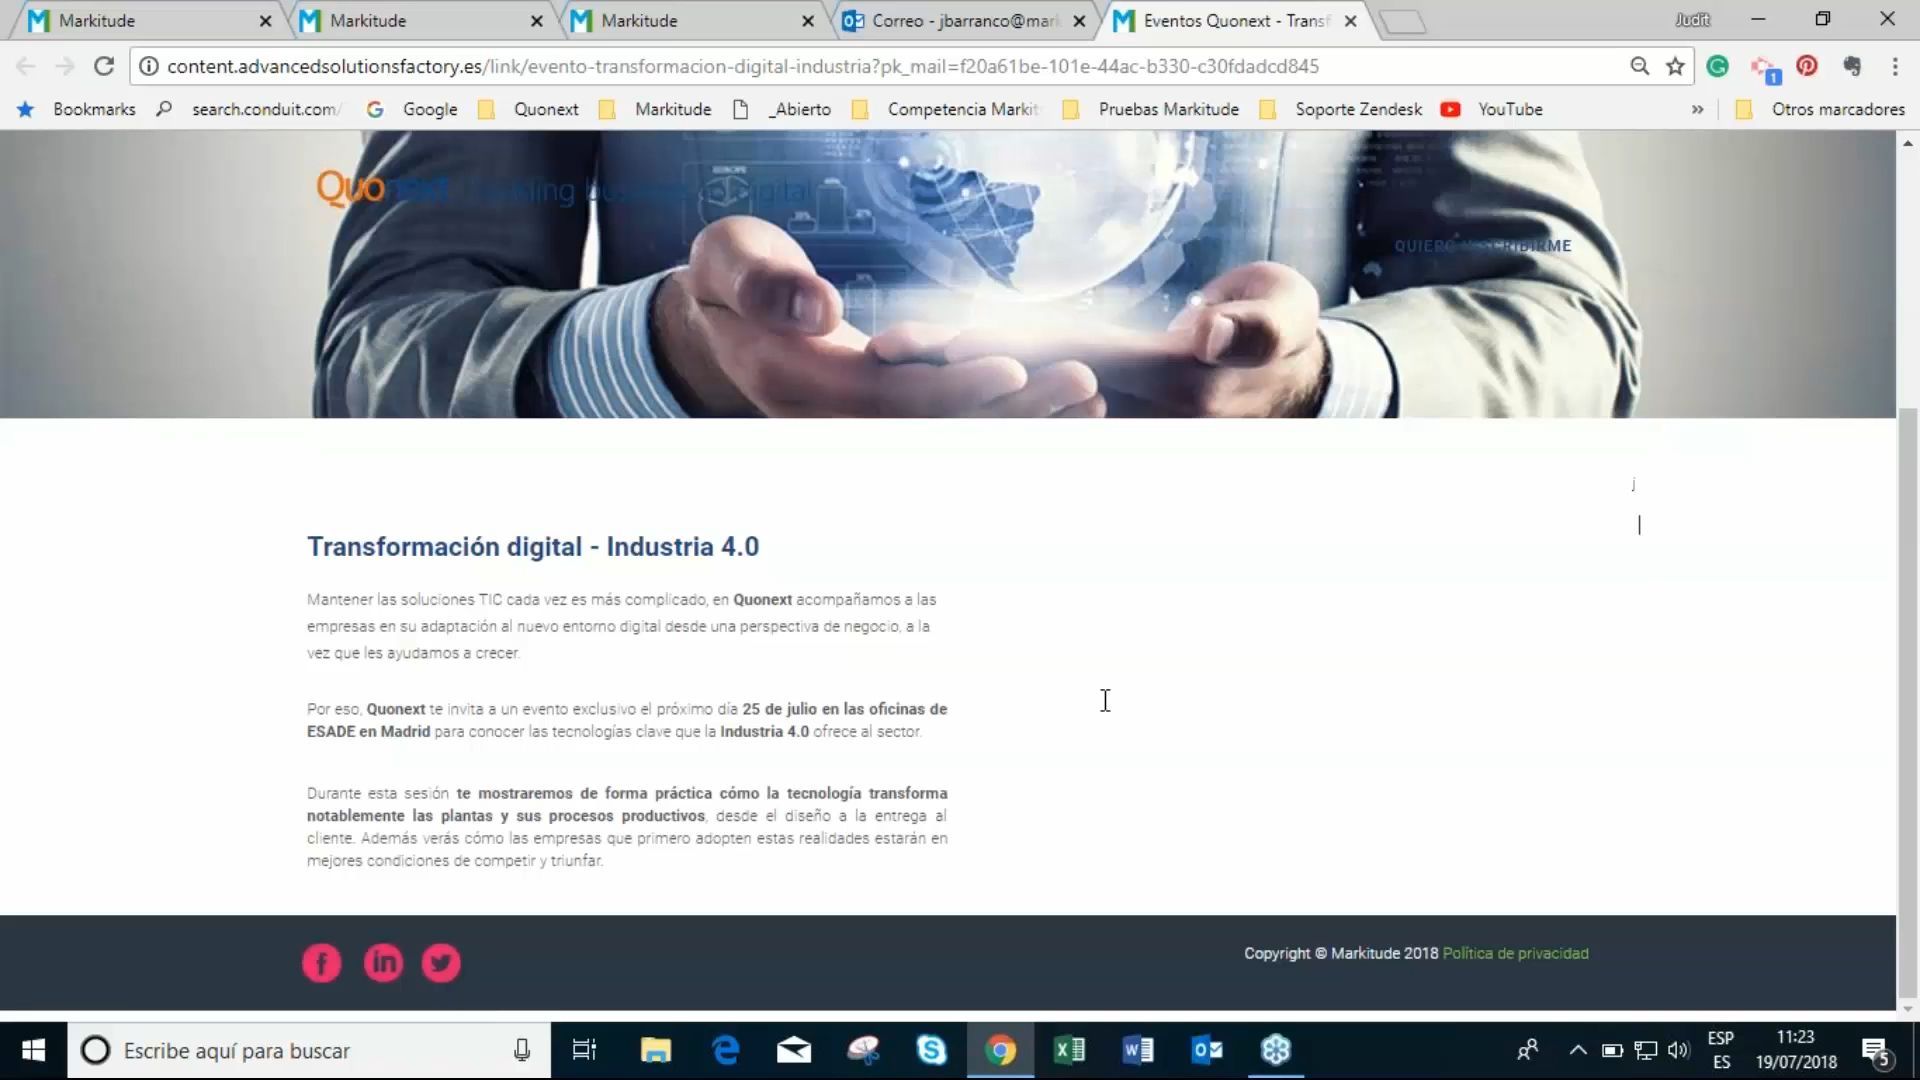 Markitude
Markitude
Markitude
Correo - jbarranco@mar
Eventos Quonext - Transf
Judit
content.advancedsolutionsfactory.es/link/evento-transformacion-digital-industria?pk_mail=f20a61be-101e-44ac-b330-c30fdadcd845
1
Bookmarks
search.conduit.com/
Google
Quonext
Markitude
_Abierto
Competencia Markit
Pruebas Markitude
Soporte Zendesk
YouTube
»
Otros marcadores
Quonext
digital
QUIERO INSCRIBIRME
j
Transformación digital - Industria 4.0
Mantener las soluciones TIC cada vez es más complicado, en Quonext acompañamos a las
empresas en su adaptación al nuevo entorno digital desde una perspectiva de negocio, a la
vez que les ayudamos a crecer.
Por eso, Quonext te invita a un evento exclusivo el próximo día 25 de julio en las oficinas de
ESADE en Madrid para conocer las tecnologías clave que la Industria 4.0 ofrece al sector.
Durante esta sesión te mostraremos de forma práctica cómo la tecnología transforma
notablemente las plantas y sus procesos productivos, desde el diseño a la entrega al
cliente. Además verás cómo las empresas que primero adopten estas realidades estarán en
mejores condiciones de competir y triunfar.
Copyright © Markitude 2018 Política de privacidad
Escribe aquí para buscar
ESP
ES
11:23
19/07/2018
5